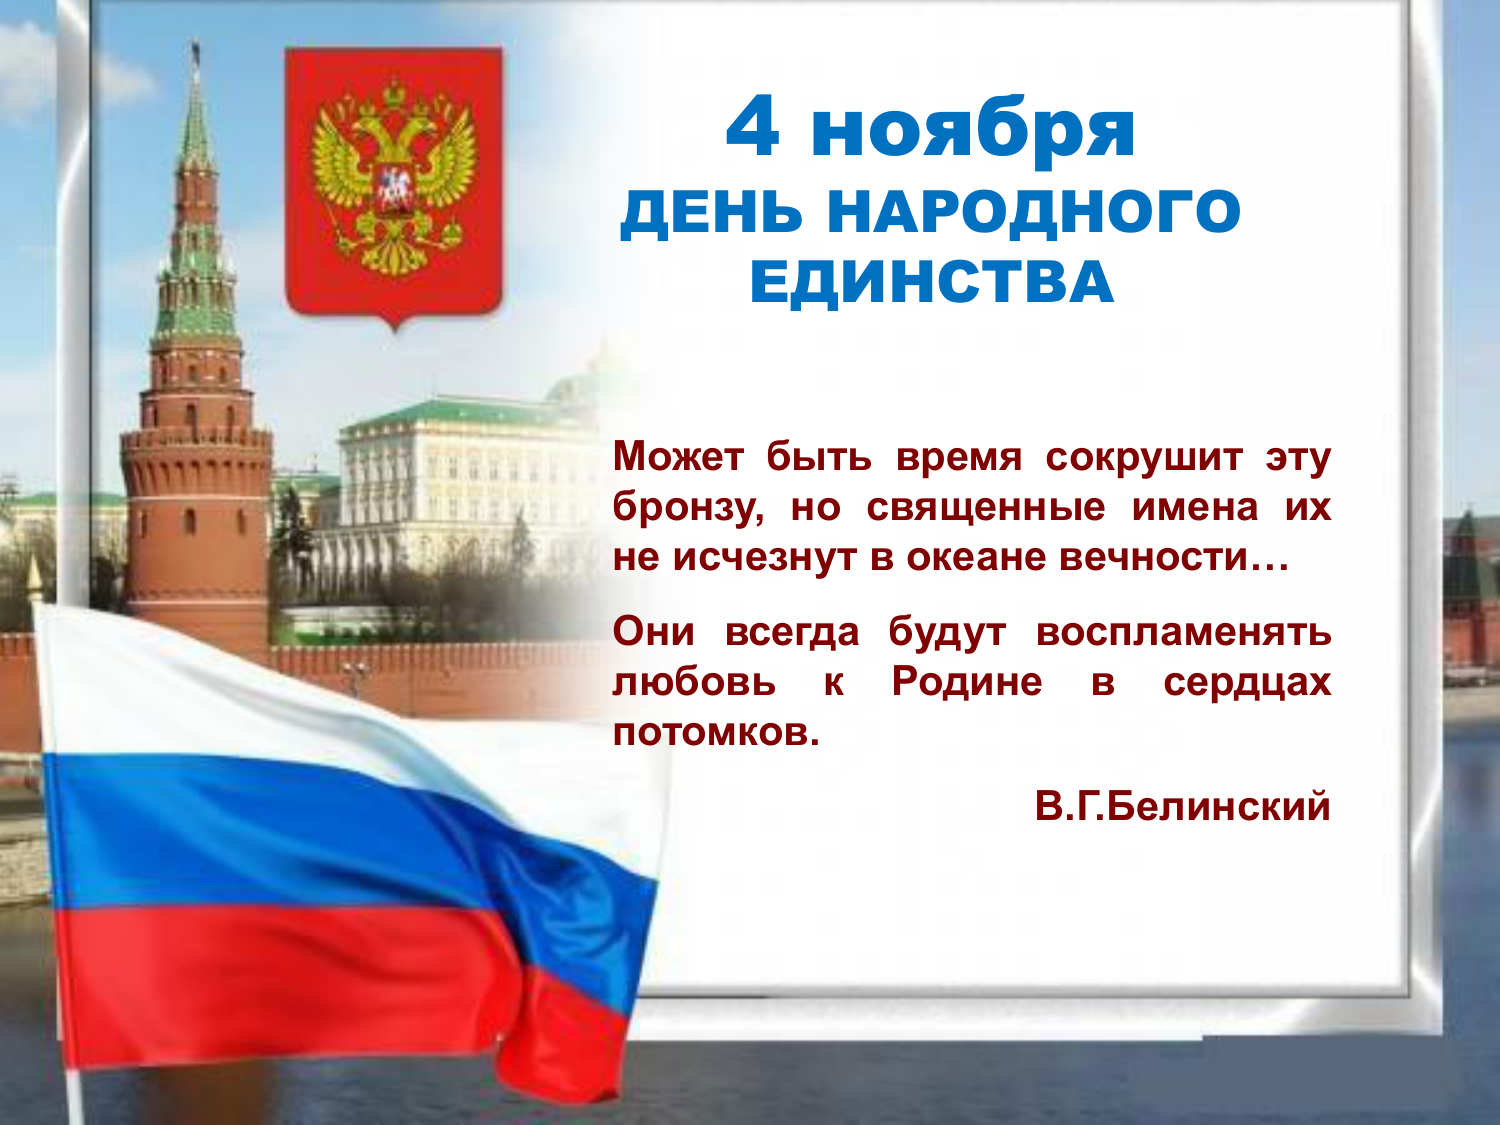 4 ноября
ДЕНЬ НАРОДНОГО
ЕДИНСТВА
Может быть время сокрушит эту
бронзу, но священные имена их
не исчезнут в океане вечности…
Они всегда будут воспламенять
любовь к Родине в сердцах
потомков.
В.Г.Белинский